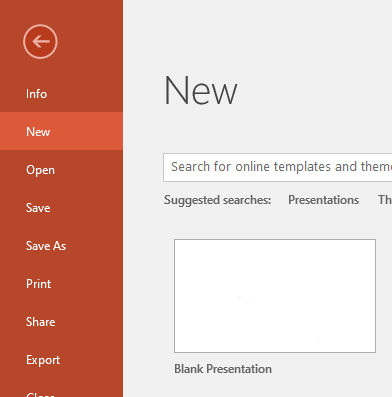 New
Info
New
Open
Save
Save As
Print
Share
Export
Search for online templates and
Suggested searches: Presentations
Blank Presentation